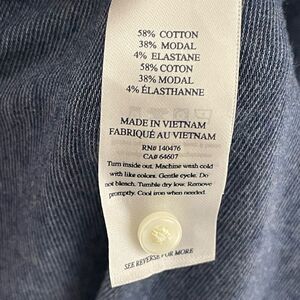 58% COTTON
38% MODAL
4% ELASTANE
58% COTON
38% MODAL
4% ÉLASTHANNE
MADE IN VIETNAM
FABRIQUÉ AU VIETNAM
RN# 140476
CA# 64607
Turn inside out. Machine wash cold
with like colors. Gentle cycle. Do
not bleach. Tumble dry low. Remove
promptly. Cool iron when needed.
SEE REVERSE FOR MORE